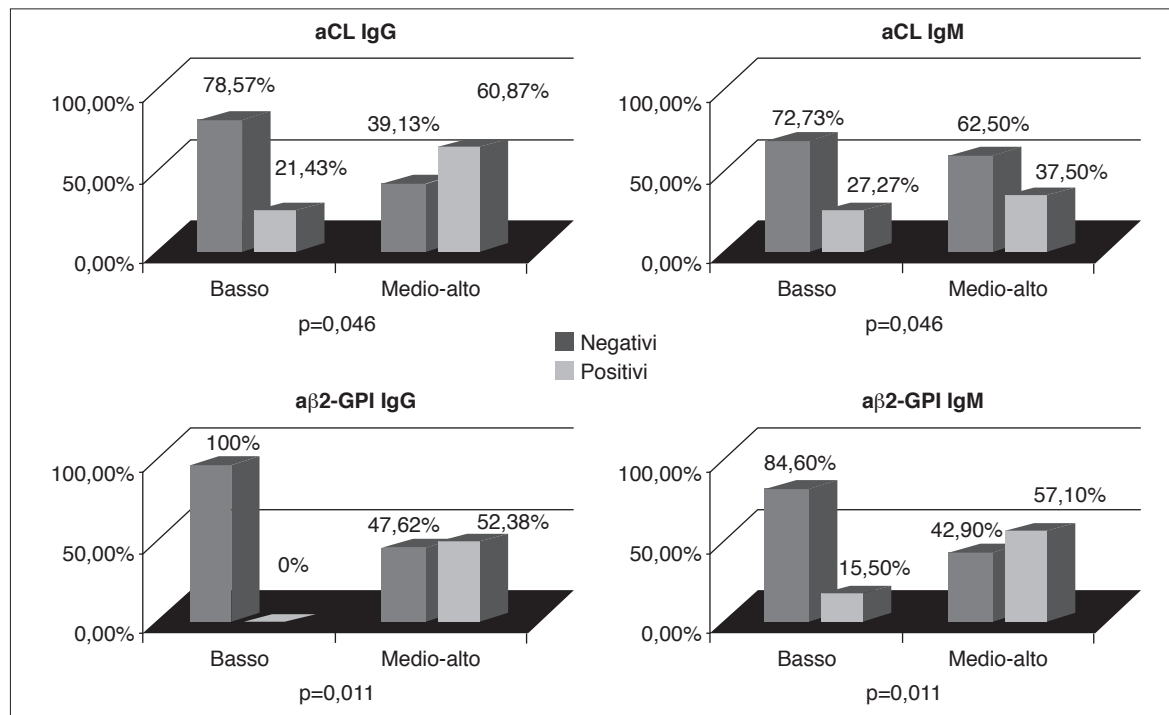 aCL IgG
78,57%
60,87%
100,00%
39,13%
50,00%
21,43%
0,00%
Basso
Medio-alto
p=0,046
aCL IgM
100,00%
72,73%
62,50%
50,00%
27,27%
37,50%
0,00%
Basso
Medio-alto
p=0,046
Negativi
Positivi
aβ2-GPI IgG
100%
100,00%
47,62%
52,38%
50,00%
0%
0,00%
Basso
Medio-alto
p=0,011
aβ2-GPI IgM
100,00%
84,60%
57,10%
42,90%
50,00%
15,50%
0,00%
Basso
Medio-alto
p=0,011